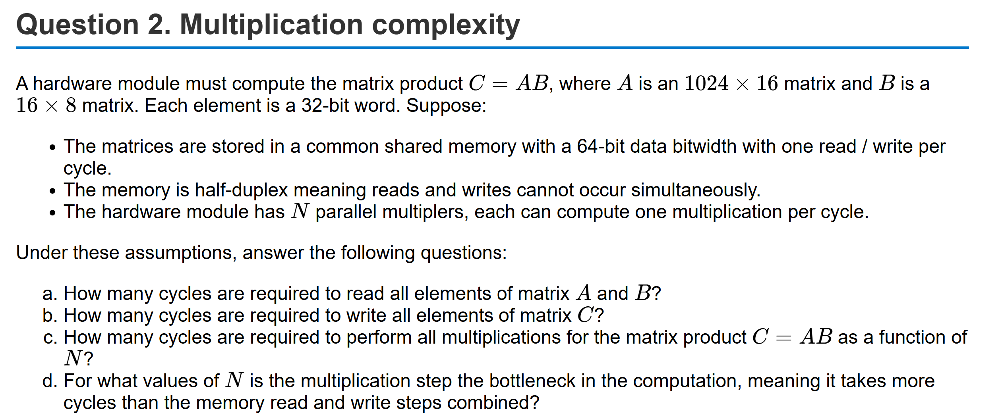 Question 2. Multiplication complexity
A hardware module must compute the matrix product C = AB, where A is an 1024 × 16 matrix and B is a
16 × 8 matrix. Each element is a 32-bit word. Suppose:
• The matrices are stored in a common shared memory with a 64-bit data bitwidth with one read / write per
cycle.
• The memory is half-duplex meaning reads and writes cannot occur simultaneously.
• The hardware module has N parallel multiplers, each can compute one multiplication per cycle.
Under these assumptions, answer the following questions:
a. How many cycles are required to read all elements of matrix A and B?
b. How many cycles are required to write all elements of matrix C?
c. How many cycles are required to perform all multiplications for the matrix product C = AB as a function of
N?
d. For what values of N is the multiplication step the bottleneck in the computation, meaning it takes more
cycles than the memory read and write steps combined?